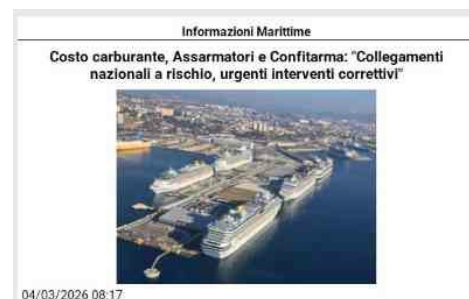 Informazioni Marittime
Costo carburante, Assarmatori e Confitarma: "Collegamenti
nazionali a rischio, urgenti interventi correttivi"
04/03/2026 08:17